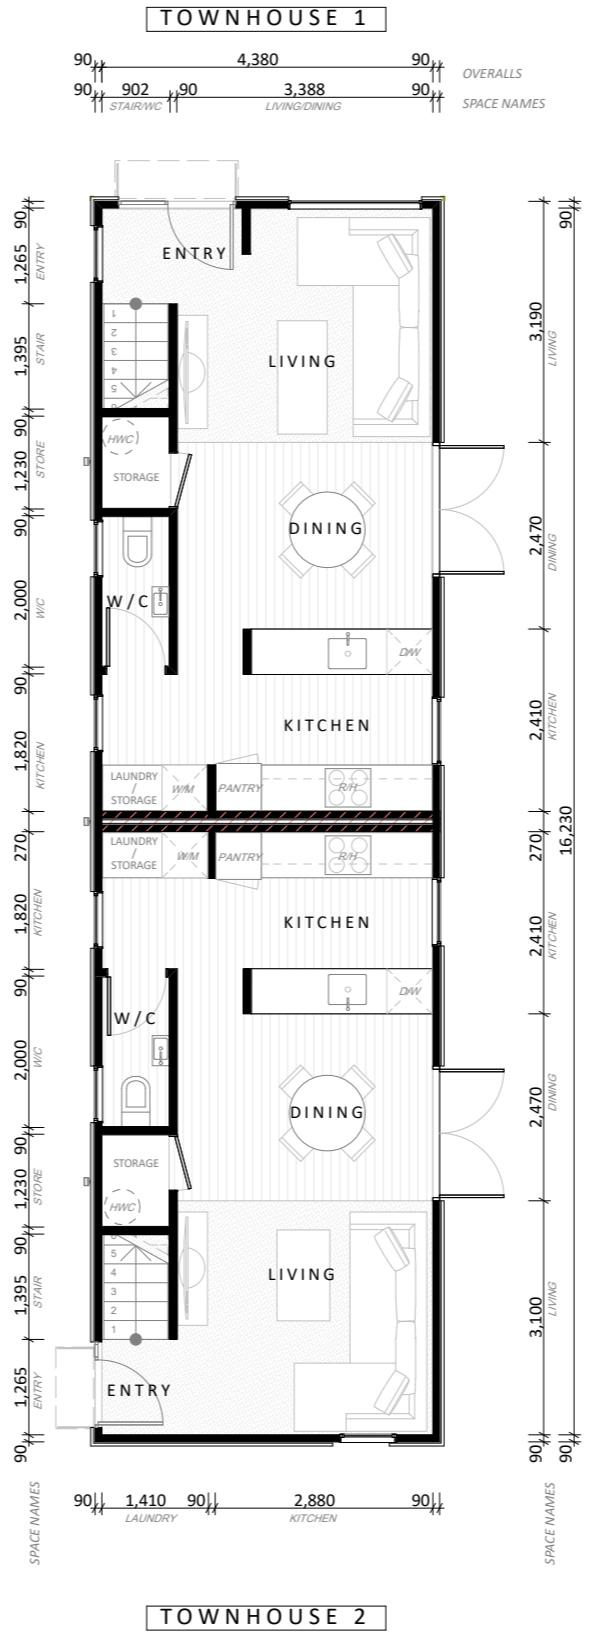 TOWNHOUSE 1
90 4,380 90 OVERALLS
90 902 90 3,388 90 SPACE NAMES
STAIR/WC LIVING/DINING
90
1,265 ENTRY
1,395 STAIR
90
1,230 STORE
90
2,000 W/C
90
1,820 KITCHEN
270
1,820 KITCHEN
90
2,000 W/C
90
1,230 STORE
90
1,395 STAIR
1,265 ENTRY
90
SPACE NAMES
ENTRY
1
2
3
4
5
6
LIVING
HWC
STORAGE
DINING
W/C
D/W
KITCHEN
LAUNDRY
/
STORAGE
W/M
PANTRY
R/H
LAUNDRY
/
STORAGE
W/M
PANTRY
R/H
KITCHEN
D/W
W/C
DINING
STORAGE
HWC
6
5
4
3
2
1
LIVING
ENTRY
3,190 LIVING
2,470 DINING
2,410 KITCHEN
270
2,410 KITCHEN
2,470 DINING
3,100 LIVING
90
SPACE NAMES
90
16,230
90
90 1,410 90 2,880 90
LAUNDRY KITCHEN
TOWNHOUSE 2